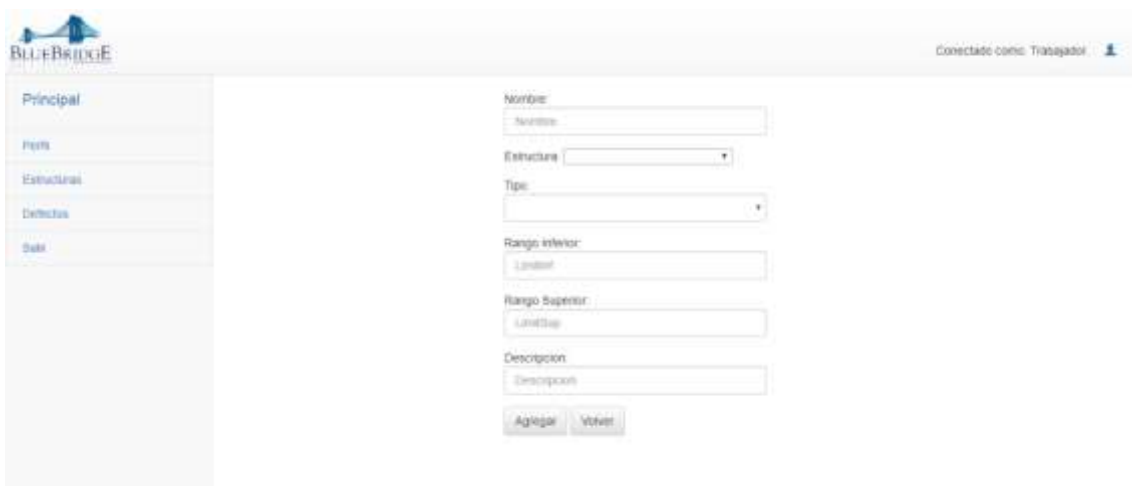 BLUEBRIDGE
Conectado como: Trabajador
Principal
Perfil
Estructuras
Defectos
Salir
Nombre:
Nombre
Estructura
Tipo:
Rango Inferior:
LimitInf
Rango Superior:
LimitSup
Descripcion:
Descripcion
Agregar Volver